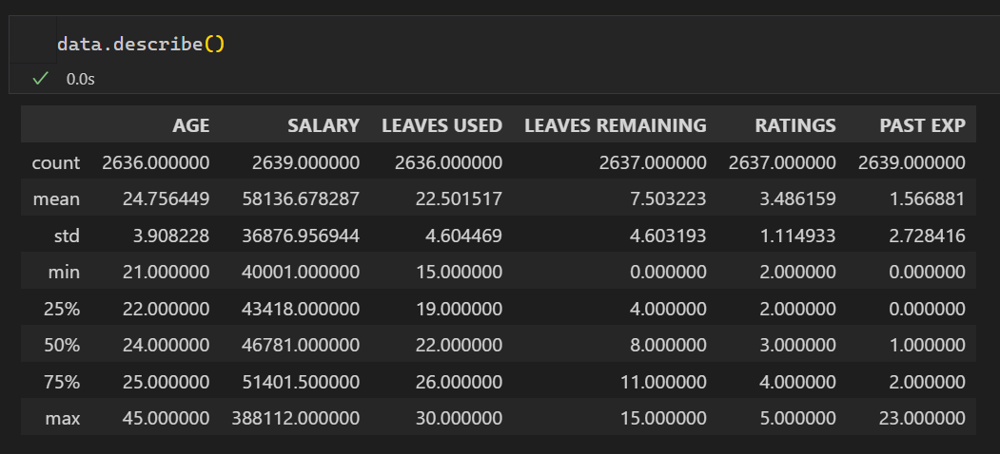 data.describe()
0.0s
AGE SALARY LEAVES USED LEAVES REMAINING RATINGS PAST EXP
count 2636.000000 2639.000000 2636.000000 2637.000000 2637.000000 2639.000000
mean 24.756449 58136.678287 22.501517 7.503223 3.486159 1.566881
std 3.908228 36876.956944 4.604469 4.603193 1.114933 2.728416
min 21.000000 40001.000000 15.000000 0.000000 2.000000 0.000000
25% 22.000000 43418.000000 19.000000 4.000000 2.000000 0.000000
50% 24.000000 46781.000000 22.000000 8.000000 3.000000 1.000000
75% 25.000000 51401.500000 26.000000 11.000000 4.000000 2.000000
max 45.000000 388112.000000 30.000000 15.000000 5.000000 23.000000